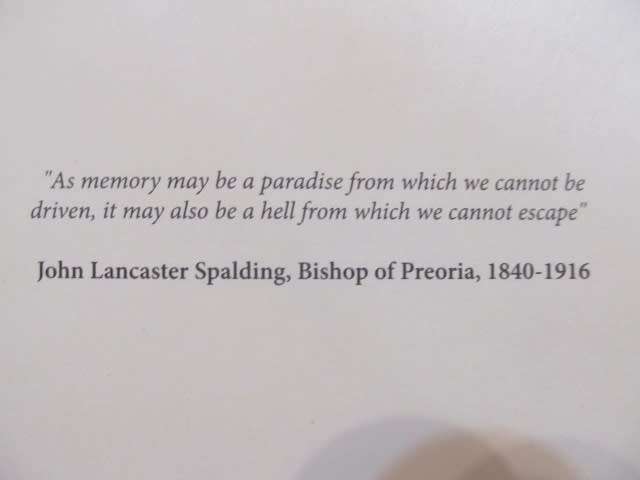 "As memory may be a paradise from which we cannot be
driven, it may also be a hell from which we cannot escape"
John Lancaster Spalding, Bishop of Preoria, 1840-1916